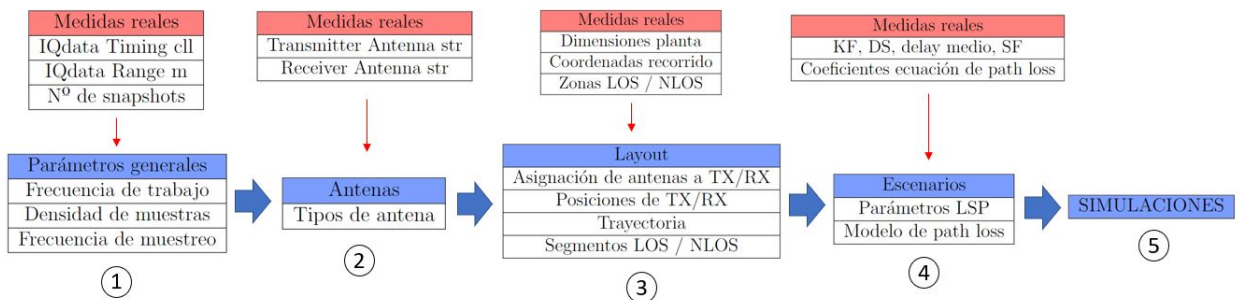 Medidas reales
IQdata Timing cll
IQdata Range m
Nº de snapshots
Medidas reales
Transmitter Antenna str
Receiver Antenna str
Medidas reales
Dimensiones planta
Coordenadas recorrido
Zonas LOS / NLOS
Medidas reales
KF, DS, delay medio, SF
Coeficientes ecuación de path loss
Parámetros generales
Frecuencia de trabajo
Densidad de muestras
Frecuencia de muestreo
1
Antenas
Tipos de antena
2
Layout
Asignación de antenas a TX/RX
Posiciones de TX/RX
Trayectoria
Segmentos LOS / NLOS
3
Escenarios
Parámetros LSP
Modelo de path loss
4
SIMULACIONES
5